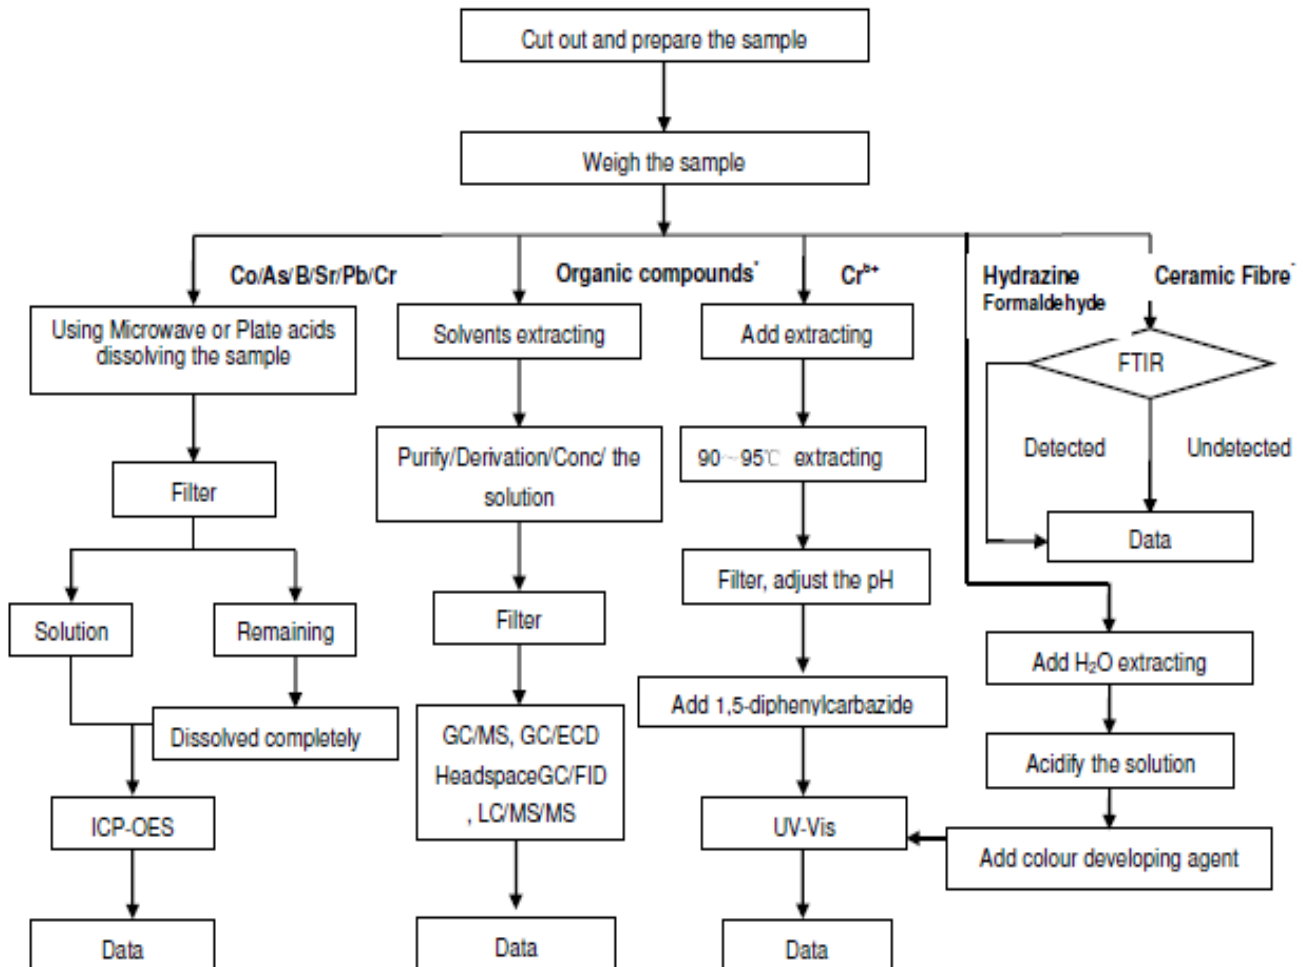 Cut out and prepare the sample
Weigh the sample
Co/As/B/Sr/Pb/Cr
Organic compounds*
Cr⁶⁺
Hydrazine
Formaldehyde
Ceramic Fibre*
Using Microwave or Plate acids
dissolving the sample
Solvents extracting
Add extracting
FTIR
Detected
Undetected
Data
Filter
Purify/Derivation/Conc/ the
solution
90~95℃ extracting
Filter, adjust the pH
Solution
Remaining
Filter
Add H₂O extracting
Dissolved completely
GC/MS, GC/ECD
HeadspaceGC/FID
, LC/MS/MS
Add 1,5-diphenylcarbazide
Acidify the solution
ICP-OES
UV-Vis
Add colour developing agent
Data
Data
Data